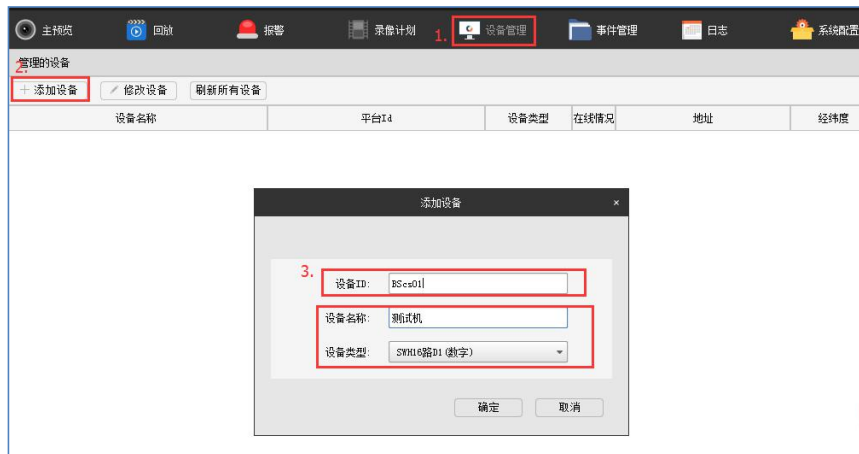 主预览 回放 报警 录像计划 1. 设备管理 事件管理 日志 系统配置
管理的设备
2.
添加设备 修改设备 刷新所有设备
设备名称 平台Id 设备类型 在线情况 地址 经纬度
添加设备 ×
3.
设备ID: BScs01
设备名称: 测试机
设备类型: SWH16路D1(数字)
确定 取消